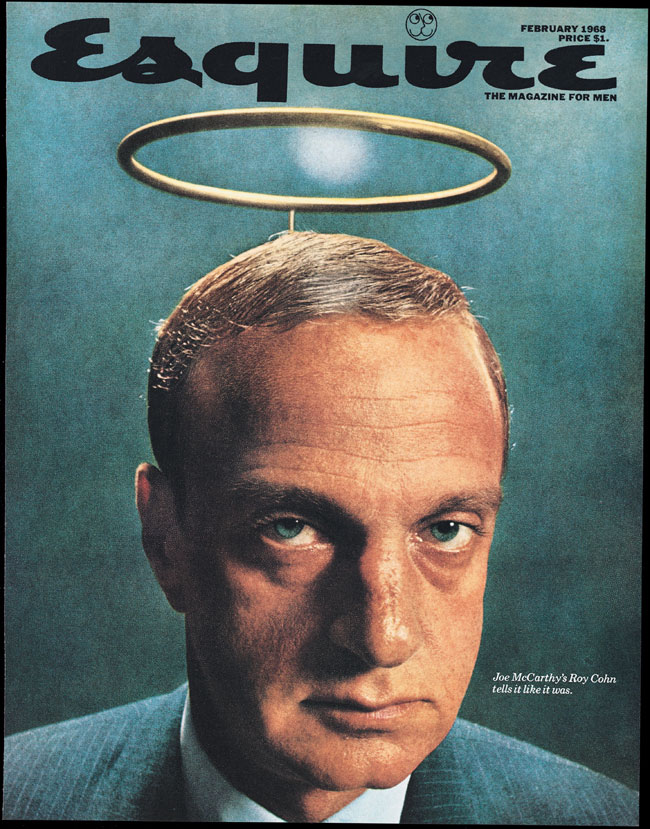 Esquire
FEBRUARY 1968
PRICE $1.
THE MAGAZINE FOR MEN
Joe McCarthy's Roy Cohn
tells it like it was.